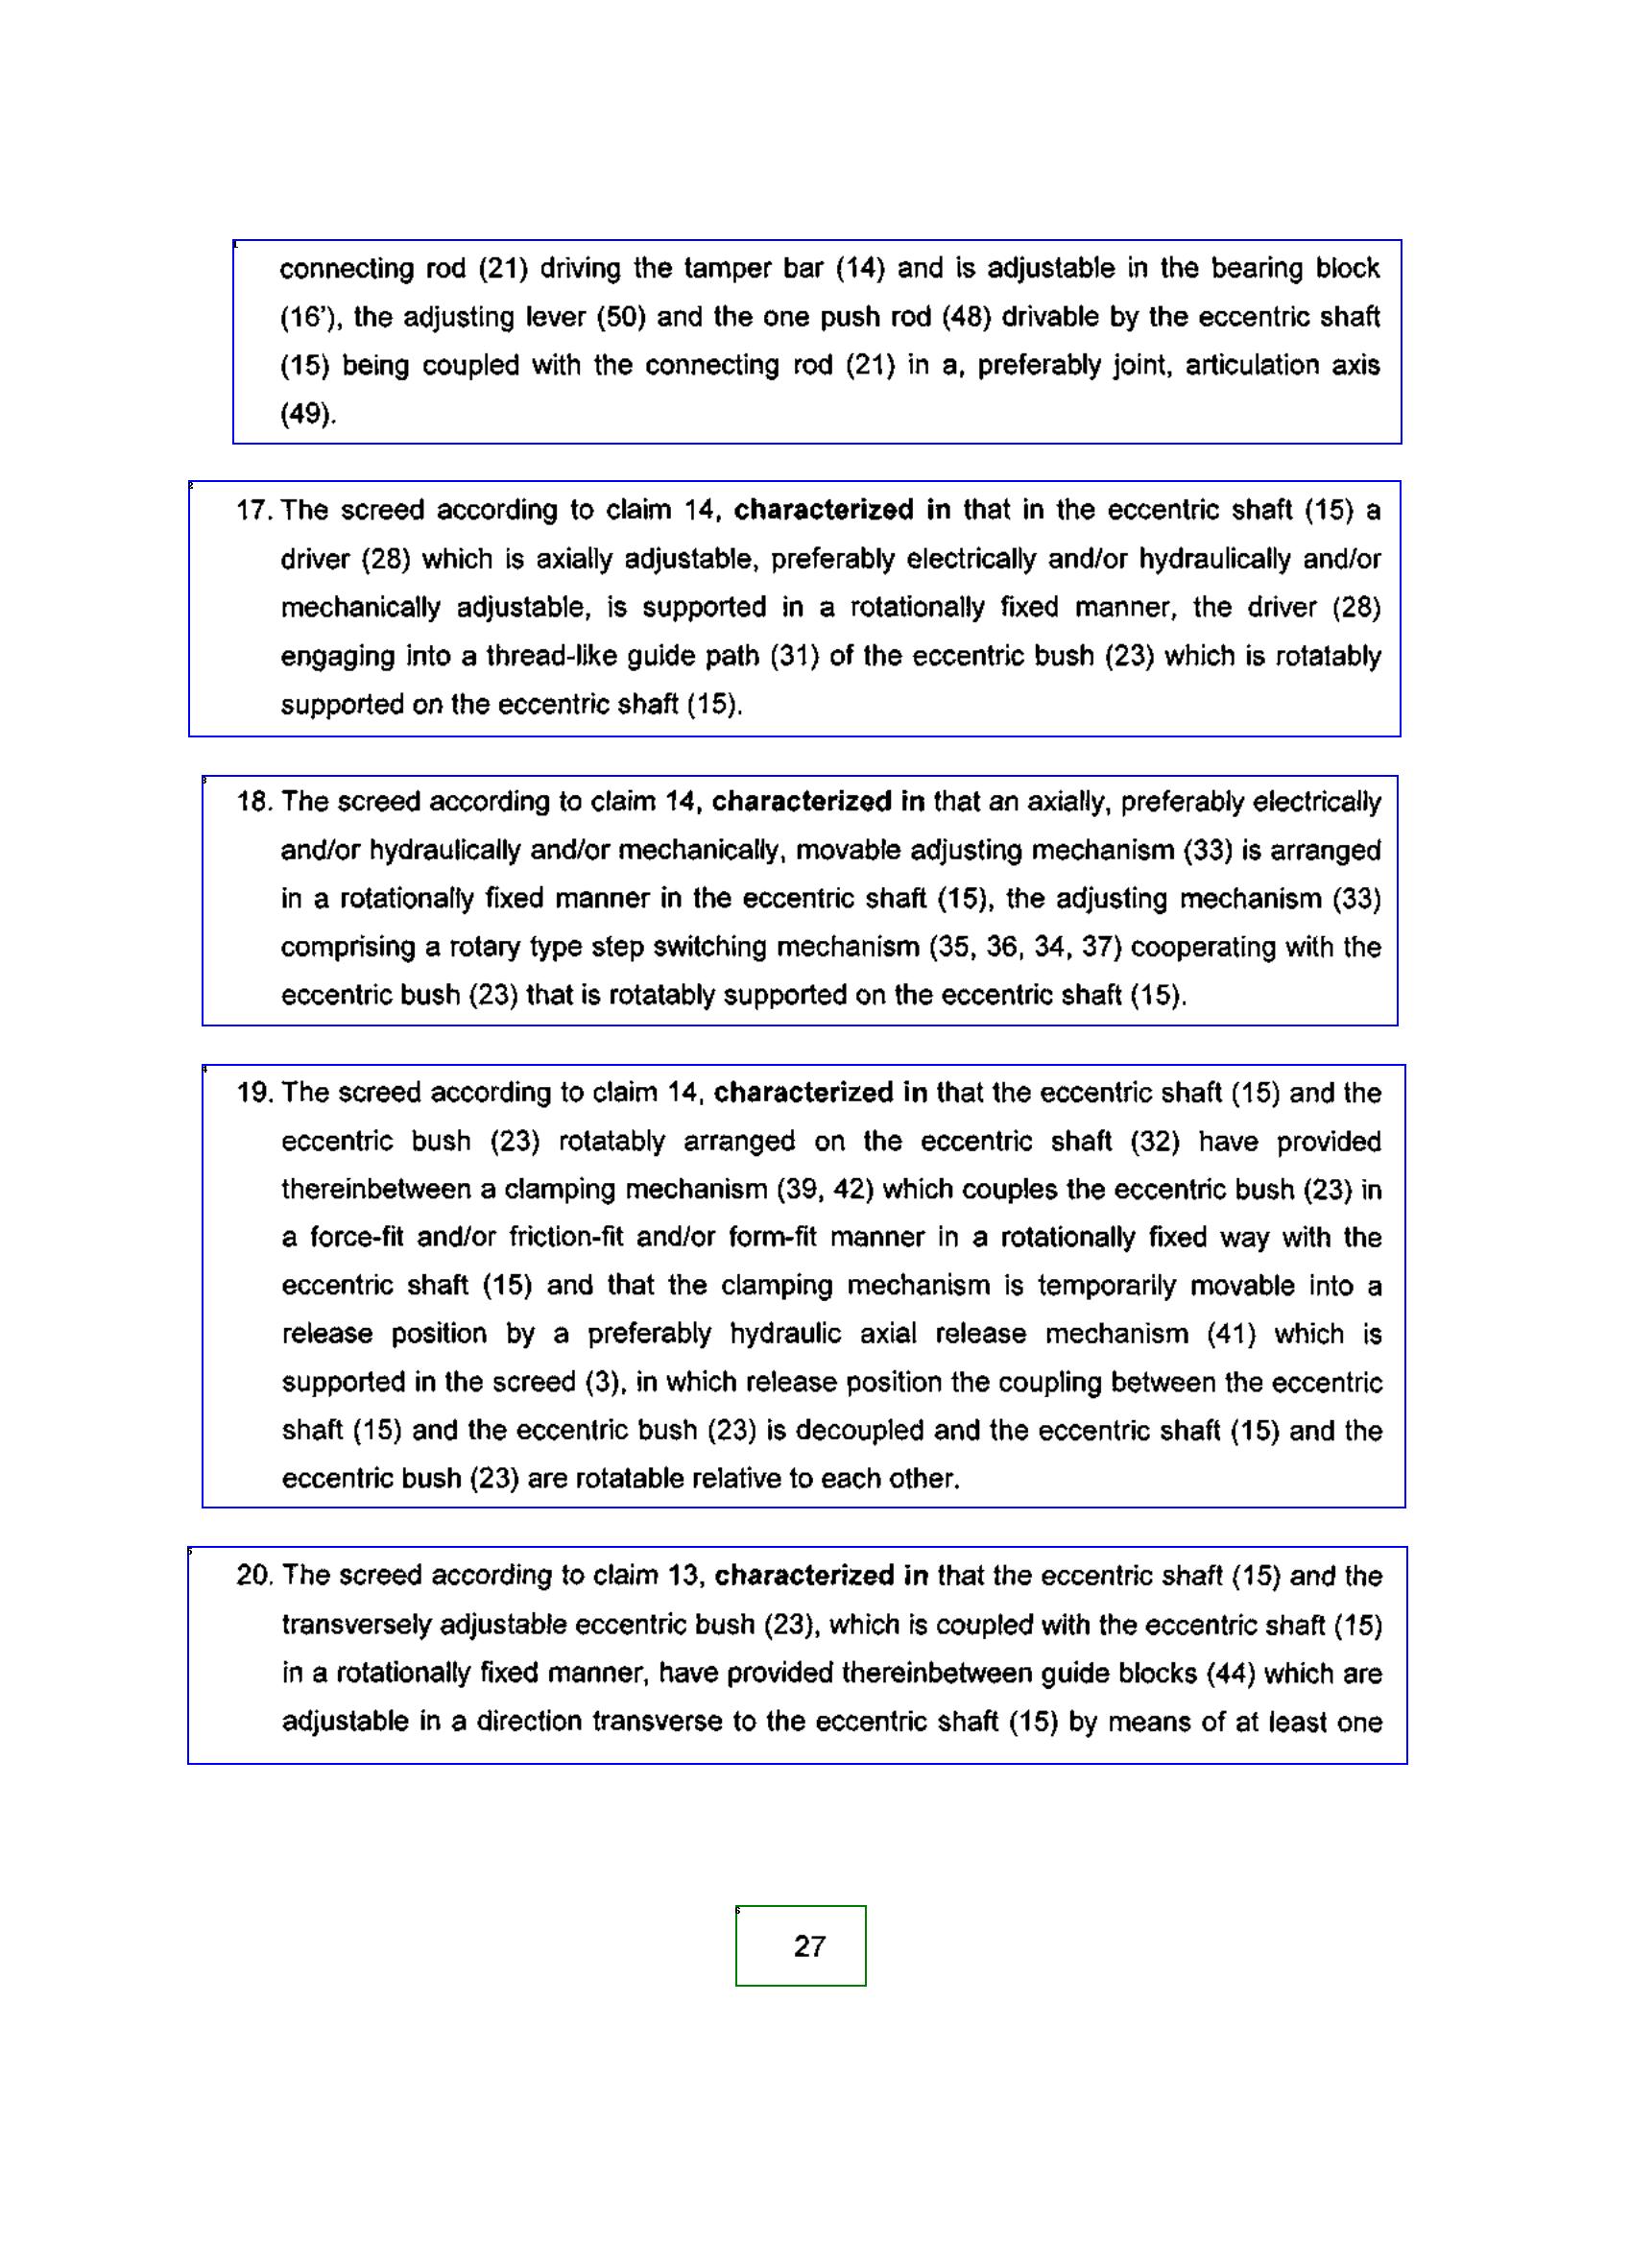 connecting rod (21) driving the tamper bar (14) and is adjustable in the bearing block
(16’), the adjusting lever (50) and the one push rod (48) drivable by the eccentric shaft
(15) being coupled with the connecting rod (21) in a, preferably joint, articulation axis
(49).
17. The screed according to claim 14, characterized in that in the eccentric shaft (15) a
driver (28) which is axially adjustable, preferably electrically and/or hydraulically and/or
mechanically adjustable, is supported in a rotationally fixed manner, the driver (28)
engaging into a thread-like guide path (31) of the eccentric bush (23) which is rotatably
supported on the eccentric shaft (15).
18. The screed according to claim 14, characterized in that an axially, preferably electrically
and/or hydraulically and/or mechanically, movable adjusting mechanism (33) is arranged
in a rotationally fixed manner in the eccentric shaft (15), the adjusting mechanism (33)
comprising a rotary type step switching mechanism (35, 36, 34, 37) cooperating with the
eccentric bush (23) that is rotatably supported on the eccentric shaft (15).
19. The screed according to claim 14, characterized in that the eccentric shaft (15) and the
eccentric bush (23) rotatably arranged on the eccentric shaft (32) have provided
thereinbetween a clamping mechanism (39, 42) which couples the eccentric bush (23) in
a force-fit and/or friction-fit and/or form-fit manner in a rotationally fixed way with the
eccentric shaft (15) and that the clamping mechanism is temporarily movable into a
release position by a preferably hydraulic axial release mechanism (41) which is
supported in the screed (3), in which release position the coupling between the eccentric
shaft (15) and the eccentric bush (23) is decoupled and the eccentric shaft (15) and the
eccentric bush (23) are rotatable relative to each other.
20. The screed according to claim 13, characterized in that the eccentric shaft (15) and the
transversely adjustable eccentric bush (23), which is coupled with the eccentric shaft (15)
in a rotationally fixed manner, have provided thereinbetween guide blocks (44) which are
adjustable in a direction transverse to the eccentric shaft (15) by means of at least one
27